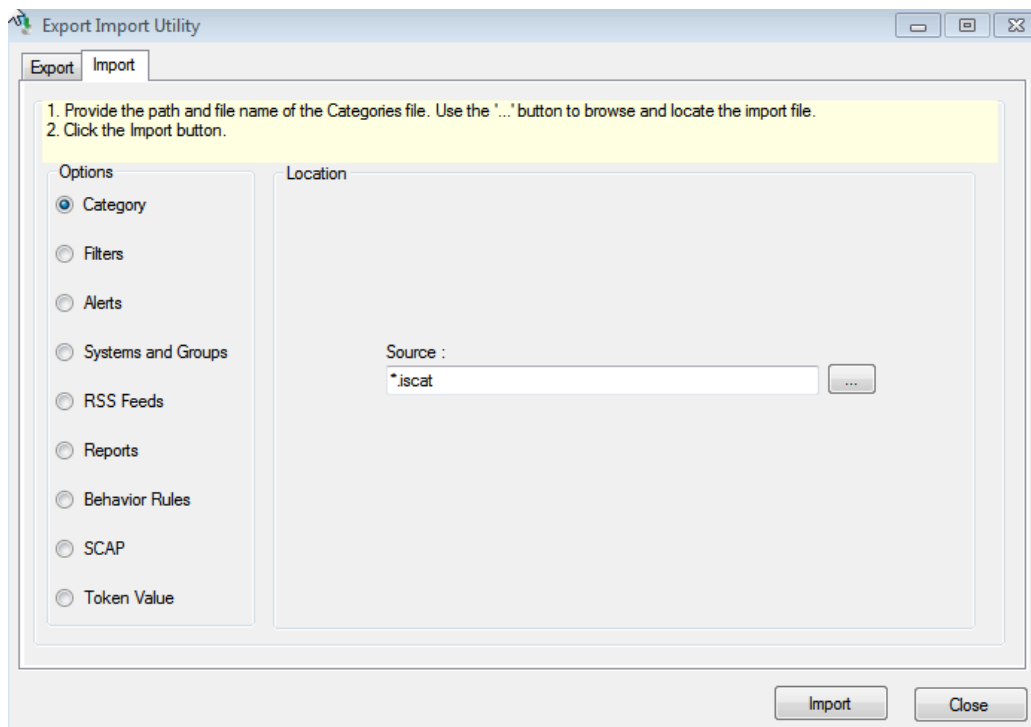 Export Import Utility
Export
Import
1. Provide the path and file name of the Categories file. Use the '...' button to browse and locate the import file.
2. Click the Import button.
Options
Category
Filters
Alerts
Systems and Groups
RSS Feeds
Reports
Behavior Rules
SCAP
Token Value
Location
Source :
*.iscat
...
Import
Close